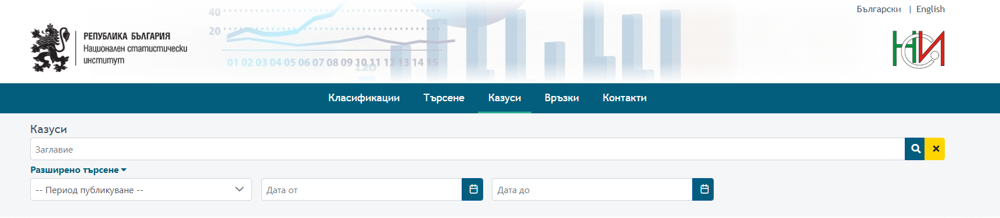 Български | English
40
20
01 02 03 04 05 06 07 08 09 10 11 12 13 14 15
120
РЕПУБЛИКА БЪЛГАРИЯ
Национален статистически
институт
НСИ
Класификации Търсене Казуси Връзки Контакти
Казуси
Заглавие
Разширено търсене
-- Период публикуване -- Дата от Дата до